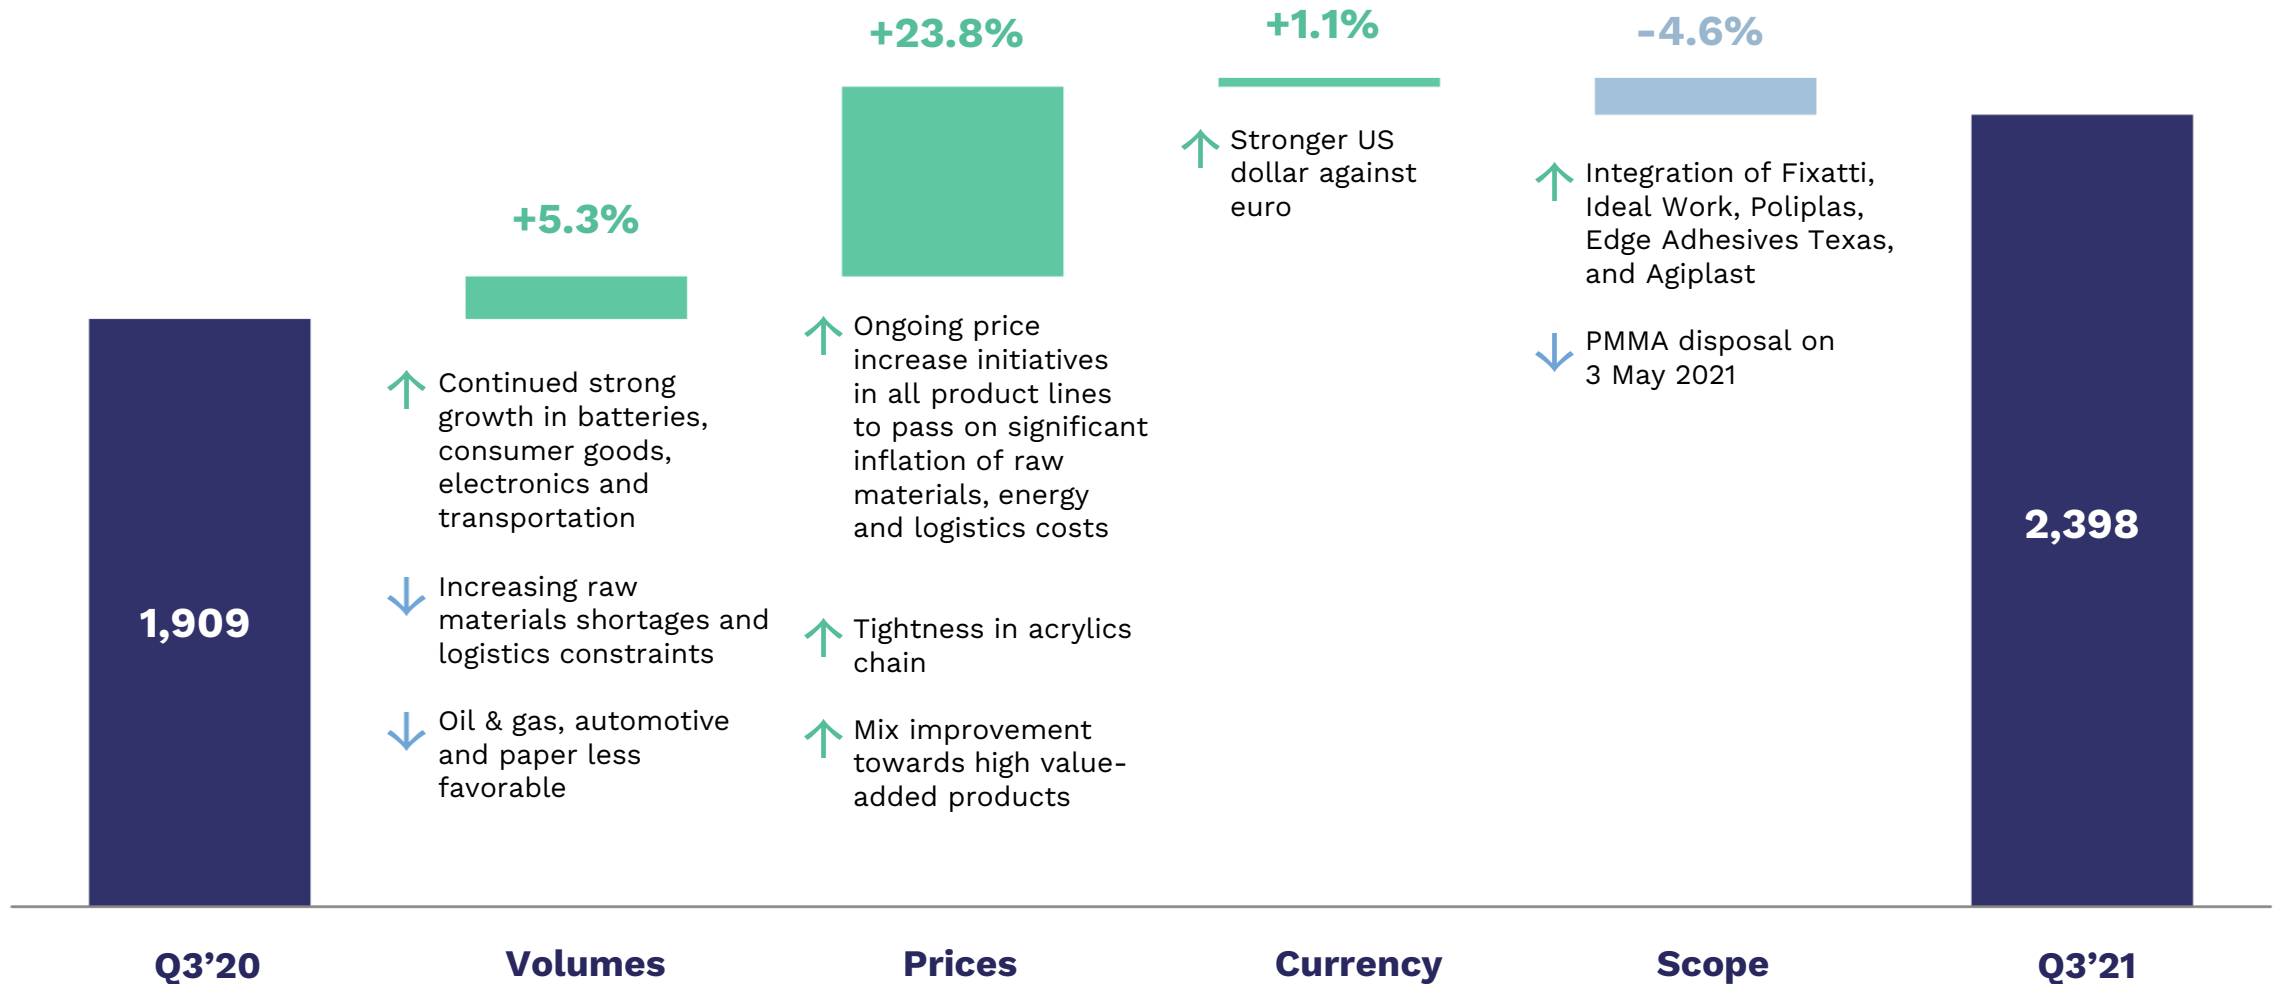 +5.3%
+23.8%
+1.1%
-4.6%
1,909
Continued strong
growth in batteries,
consumer goods,
electronics and
transportation
Increasing raw
materials shortages and
logistics constraints
Oil & gas, automotive
and paper less
favorable
Ongoing price
increase initiatives
in all product lines
to pass on significant
inflation of raw
materials, energy
and logistics costs
Tightness in acrylics
chain
Mix improvement
towards high value-
added products
Stronger US
dollar against
euro
Integration of Fixatti,
Ideal Work, Poliplas,
Edge Adhesives Texas,
and Agiplast
PMMA disposal on
3 May 2021
2,398
Q3’20
Volumes
Prices
Currency
Scope
Q3’21